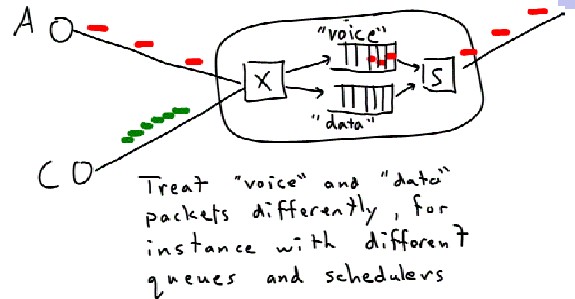 A
"voice"
X
S
"data"
C
Treat "voice" and "data"
packets differently, for
instance with different
queues and schedulers